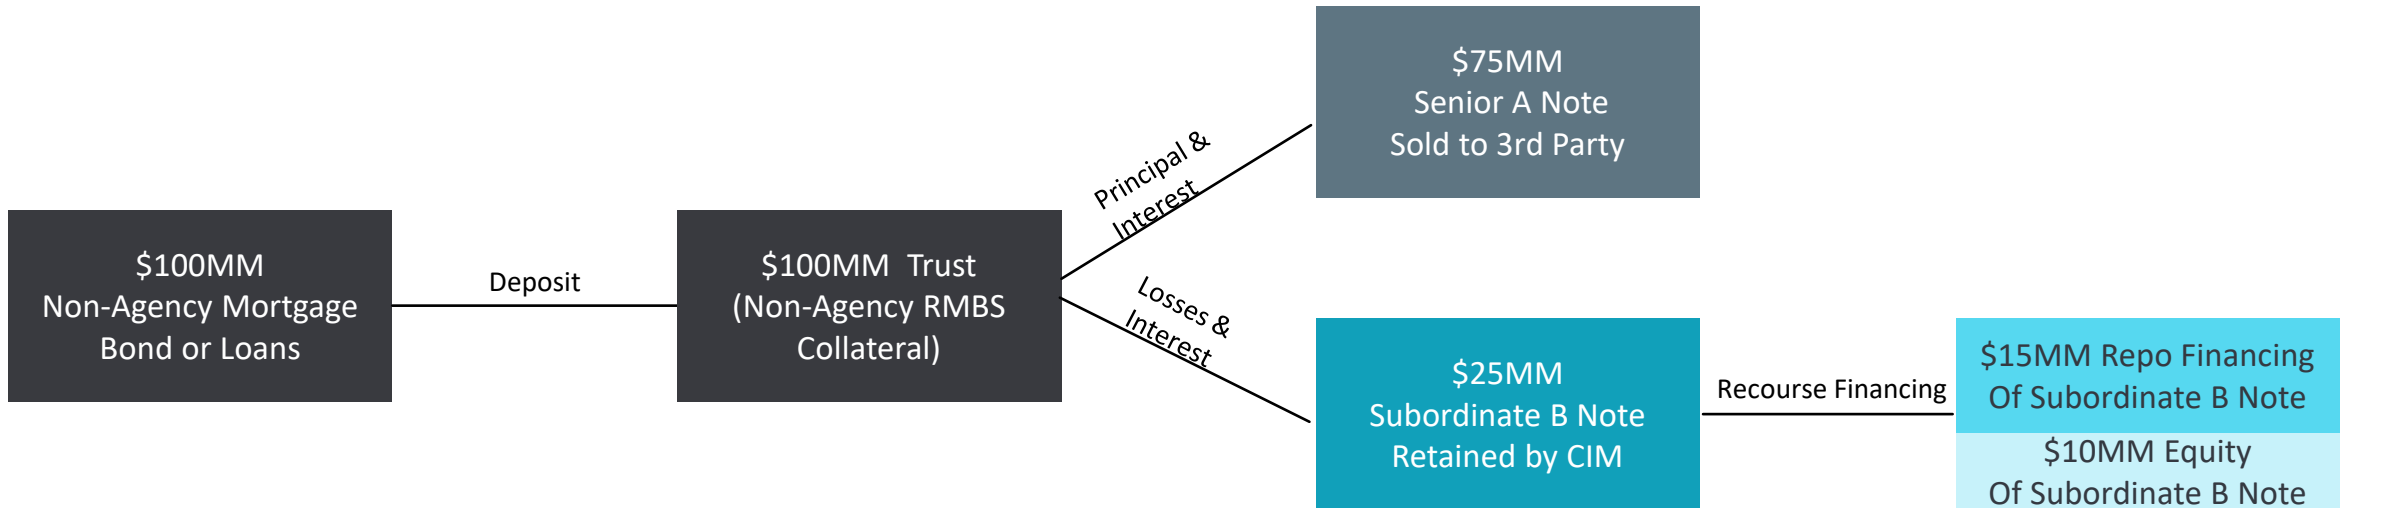 $100MM
Non-Agency Mortgage
Bond or Loans
Deposit
$100MM Trust
(Non-Agency RMBS
Collateral)
Principal &
Interest
$75MM
Senior A Note
Sold to 3rd Party
Losses &
Interest
$25MM
Subordinate B Note
Retained by CIM
Recourse Financing
$15MM Repo Financing
Of Subordinate B Note
$10MM Equity
Of Subordinate B Note